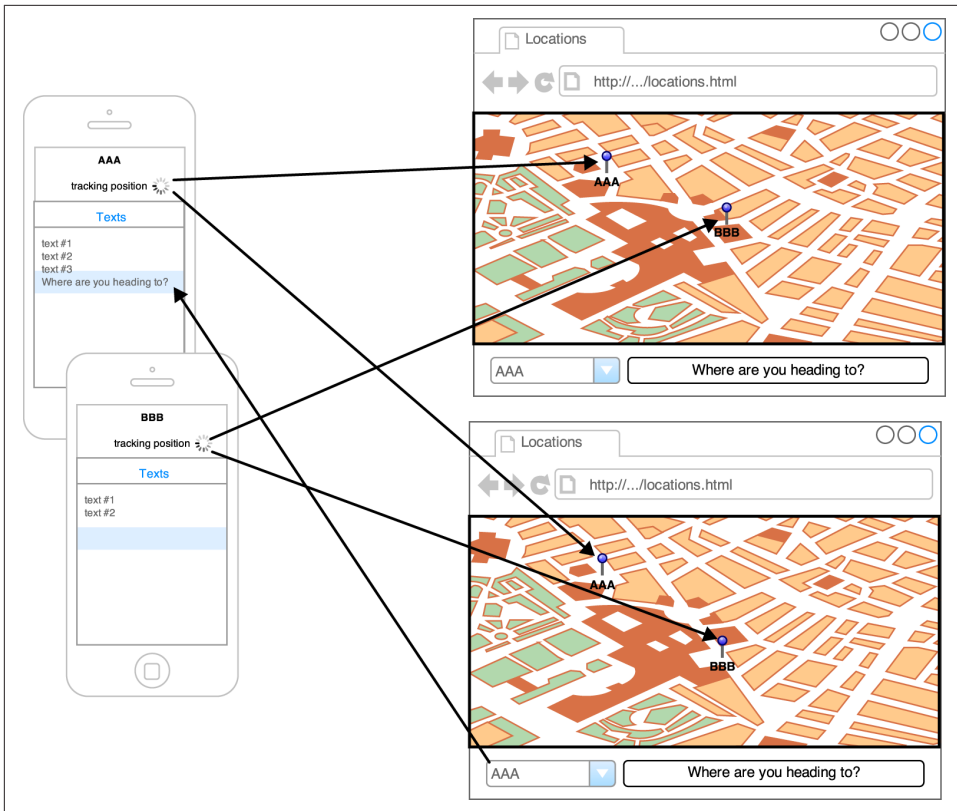 AAA
tracking position
Texts
text #1
text #2
text #3
Where are you heading to?
BBB
tracking position
Texts
text #1
text #2
Locations
http://.../locations.html
AAA
BBB
AAA
Where are you heading to?
Locations
http://.../locations.html
AAA
BBB
AAA
Where are you heading to?